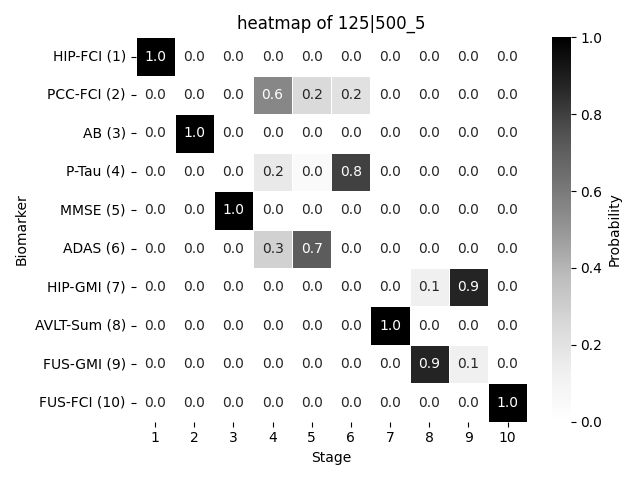 heatmap of 125|500_5
HIP-FCI (1) 1.0 0.0 0.0 0.0 0.0 0.0 0.0 0.0 0.0 0.0
PCC-FCI (2) 0.0 0.0 0.0 0.6 0.2 0.2 0.0 0.0 0.0 0.0
AB (3) 0.0 1.0 0.0 0.0 0.0 0.0 0.0 0.0 0.0 0.0
P-Tau (4) 0.0 0.0 0.0 0.2 0.0 0.8 0.0 0.0 0.0 0.0
MMSE (5) 0.0 0.0 1.0 0.0 0.0 0.0 0.0 0.0 0.0 0.0
ADAS (6) 0.0 0.0 0.0 0.3 0.7 0.0 0.0 0.0 0.0 0.0
HIP-GMI (7) 0.0 0.0 0.0 0.0 0.0 0.0 0.0 0.1 0.9 0.0
AVLT-Sum (8) 0.0 0.0 0.0 0.0 0.0 0.0 1.0 0.0 0.0 0.0
FUS-GMI (9) 0.0 0.0 0.0 0.0 0.0 0.0 0.0 0.9 0.1 0.0
FUS-FCI (10) 0.0 0.0 0.0 0.0 0.0 0.0 0.0 0.0 0.0 1.0
1 2 3 4 5 6 7 8 9 10
Stage
Biomarker
1.0
0.8
0.6
0.4
0.2
0.0
Probability